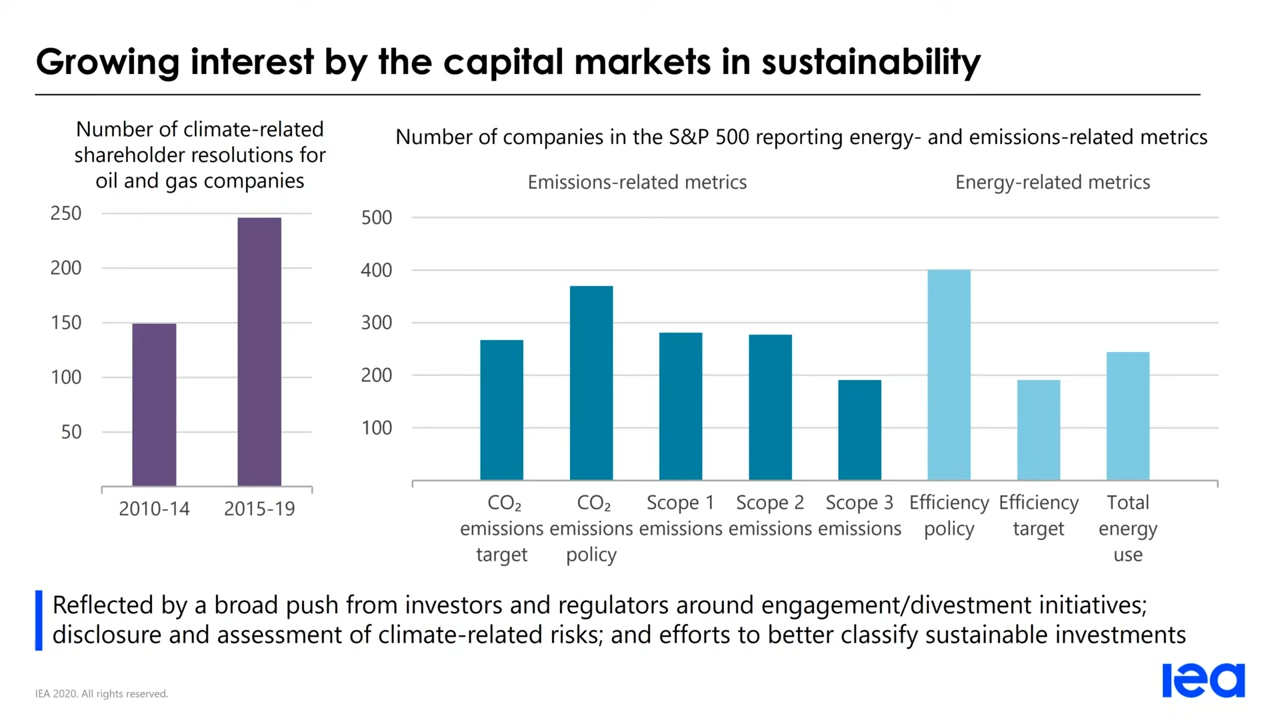 Growing interest by the capital markets in sustainability
Number of climate-related
shareholder resolutions for
oil and gas companies
250
200
150
100
50
2010-14
2015-19
Number of companies in the S&P 500 reporting energy- and emissions-related metrics
Emissions-related metrics
Energy-related metrics
500
400
300
200
100
CO₂
emissions
target
CO₂
emissions
policy
Scope 1
emissions
Scope 2
emissions
Scope 3
emissions
Efficiency
policy
Efficiency
target
Total
energy
use
Reflected by a broad push from investors and regulators around engagement/divestment initiatives;
disclosure and assessment of climate-related risks; and efforts to better classify sustainable investments
IEA 2020. All rights reserved.
iea